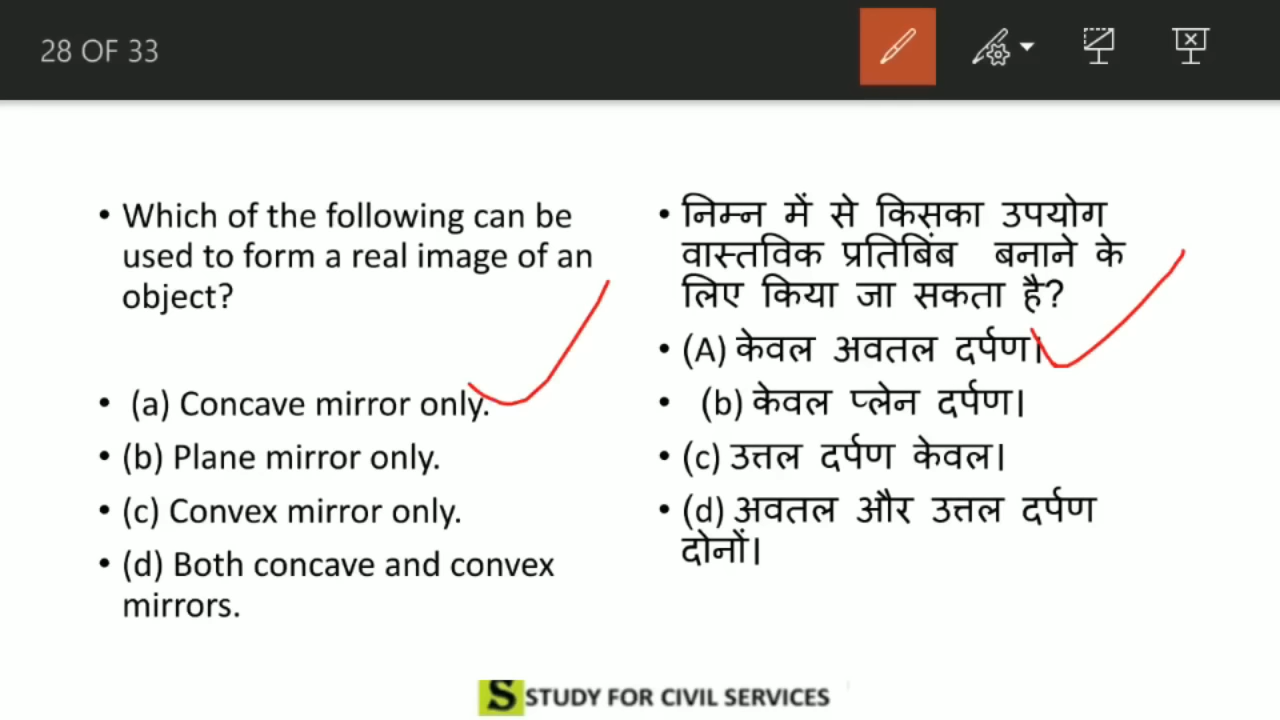 28 OF 33
• Which of the following can be
used to form a real image of an
object?
• (a) Concave mirror only.
• (b) Plane mirror only.
• (c) Convex mirror only.
• (d) Both concave and convex
mirrors.
• निम्न में से किसका उपयोग
वास्तविक प्रतिबिंब बनाने के
लिए किया जा सकता है?
• (A) केवल अवतल दर्पण।
• (b) केवल प्लेन दर्पण।
• (c) उत्तल दर्पण केवल।
• (d) अवतल और उत्तल दर्पण
दोनों।
S STUDY FOR CIVIL SERVICES